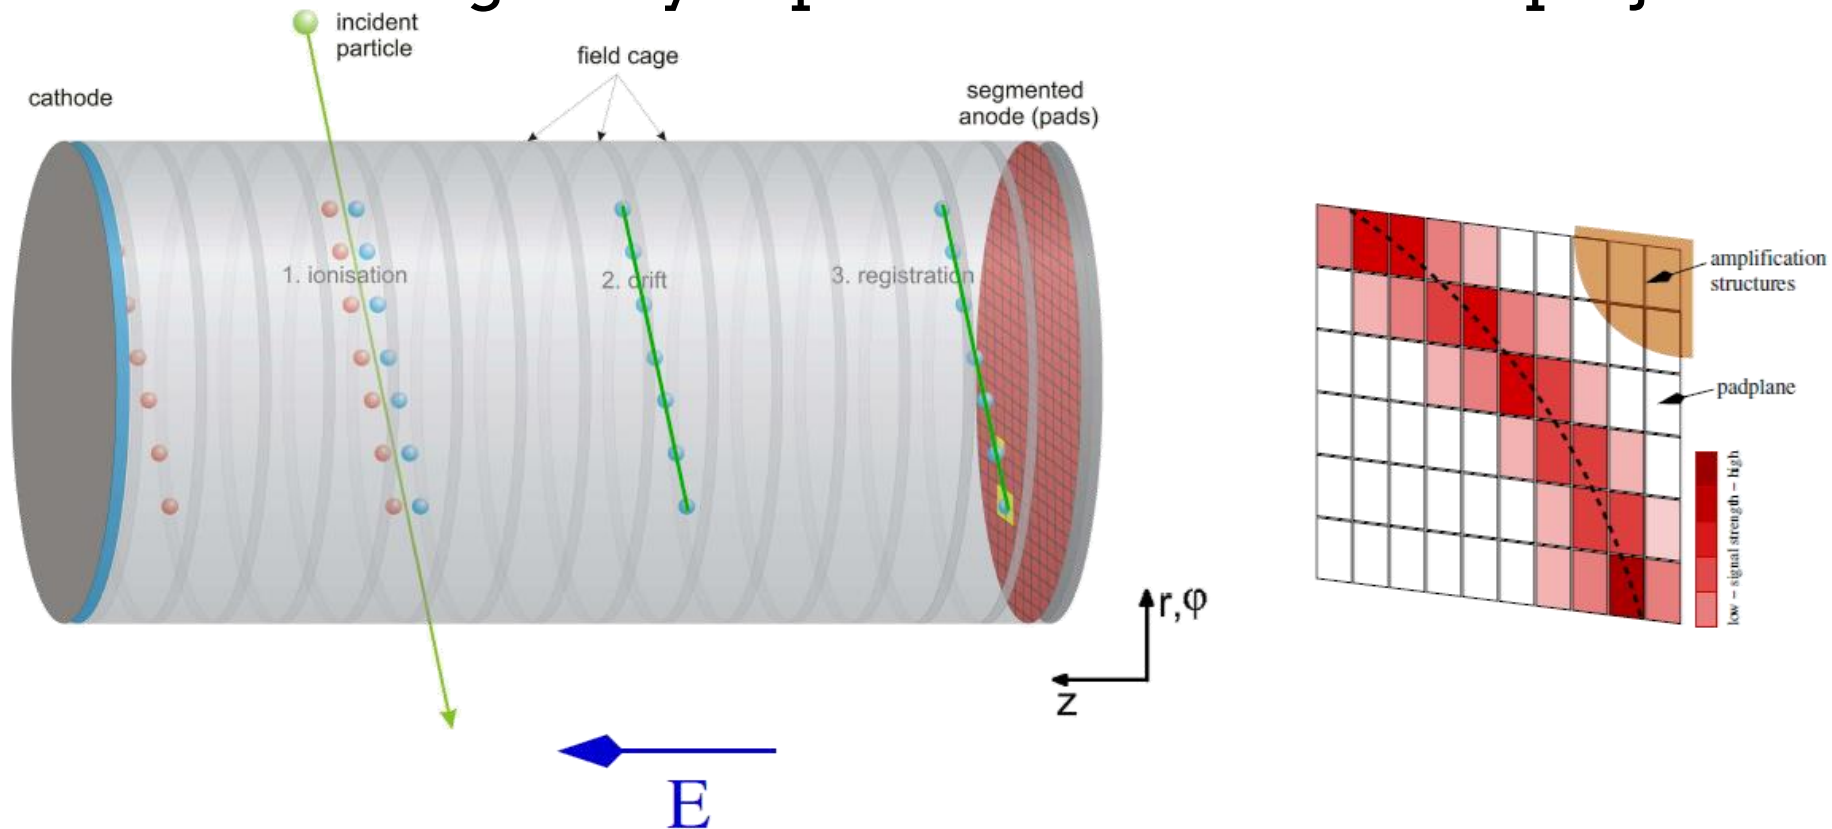 incident
particle
field cage
cathode
segmented
anode (pads)
1. ionisation
2. drift
3. registration
amplification
structures
padplane
low – signal strength – high
r,φ
z
E